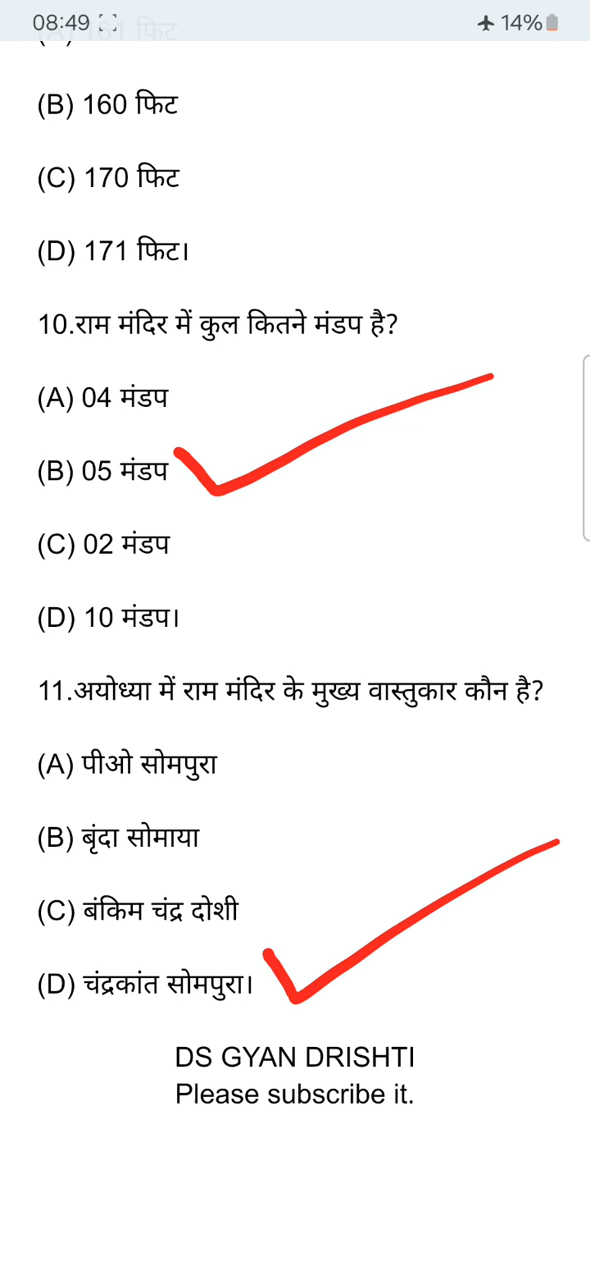 08:49
14%
(A) 161 फिट
(B) 160 फिट
(C) 170 फिट
(D) 171 फिट।
10.राम मंदिर में कुल कितने मंडप है?
(A) 04 मंडप
(B) 05 मंडप
(C) 02 मंडप
(D) 10 मंडप।
11.अयोध्या में राम मंदिर के मुख्य वास्तुकार कौन है?
(A) पीओ सोमपुरा
(B) बृंदा सोमाया
(C) बंकिम चंद्र दोशी
(D) चंद्रकांत सोमपुरा।
DS GYAN DRISHTI
Please subscribe it.